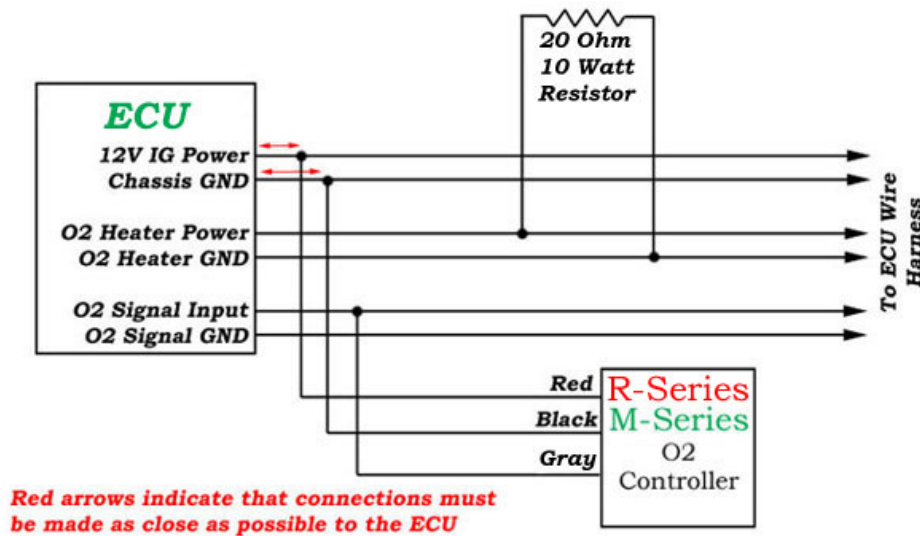 20 Ohm
10 Watt
Resistor
ECU
12V IG Power
Chassis GND
O2 Heater Power
O2 Heater GND
O2 Signal Input
O2 Signal GND
To ECU Wire
Harness
Red
Black
Gray
R-Series
M-Series
O2
Controller
Red arrows indicate that connections must
be made as close as possible to the ECU